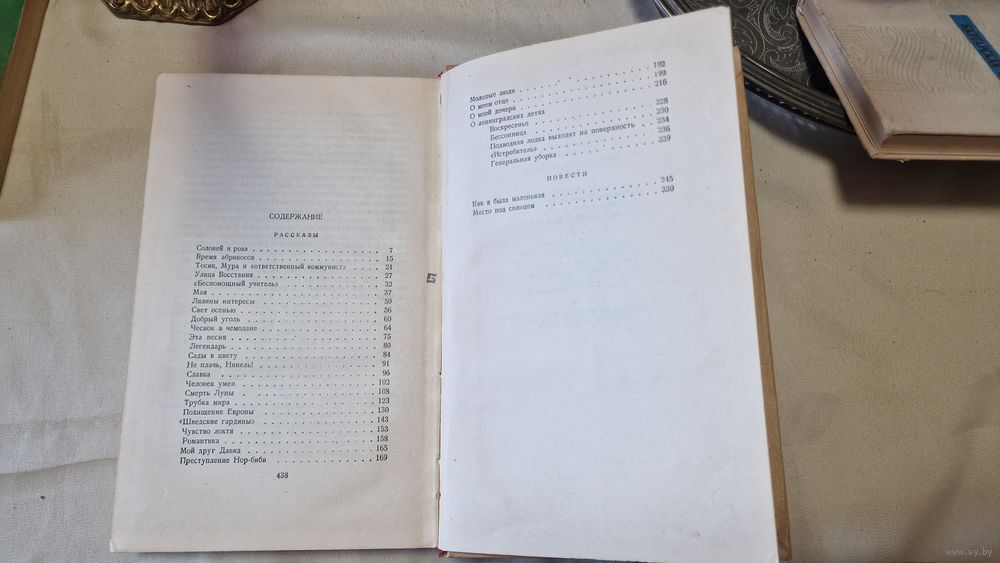 СОДЕРЖАНИЕ
РАССКАЗЫ
Соловей и роза . . . . . . . . . . . . . . 7
Время абрикосов . . . . . . . . . . . . . . 15
Тосик, Мура и «ответственный коммунист» . . . . 21
Улица Восстания . . . . . . . . . . . . . . 27
«Беспомощный учитель» . . . . . . . . . . . . 32
Мая . . . . . . . . . . . . . . 37
Лялины интересы . . . . . . . . . . . . . . 50
Свет осенью . . . . . . . . . . . . . . 56
Добрый уголь . . . . . . . . . . . . . . 60
Чеснок в чемодане . . . . . . . . . . . . . . 64
Эта песня . . . . . . . . . . . . . . 75
Легендарь . . . . . . . . . . . . . . 80
Сады в цвету . . . . . . . . . . . . . . 84
Не плачь, Нинель! . . . . . . . . . . . . . . 91
Славка . . . . . . . . . . . . . . 96
Человек умен . . . . . . . . . . . . . . 102
Смерть Луны . . . . . . . . . . . . . . 108
Трубка мира . . . . . . . . . . . . . . 123
Похищение Европы . . . . . . . . . . . . . . 130
«Шведские гардины» . . . . . . . . . . . . . . 143
Чувство локтя . . . . . . . . . . . . . . 153
Романтика . . . . . . . . . . . . . . 158
Мой друг Давид . . . . . . . . . . . . . . 165
Преступление Нор-биби . . . . . . . . . . . . 169
438
Молодые люди . . . . . . . . . . . . . . 192
О моем отце . . . . . . . . . . . . . . 199
О моей дочери . . . . . . . . . . . . . . 216
О ленинградских детях
Воскресенье . . . . . . . . . . . . . . 228
Бессонница . . . . . . . . . . . . . . 230
Подводная лодка выходит на поверхность . . . . 234
«Истребитель» . . . . . . . . . . . . . . 236
Генеральная уборка . . . . . . . . . . . . . . 239
ПОВЕСТИ
Как я была маленькая . . . . . . . . . . . . . . 245
Место под солнцем . . . . . . . . . . . . . . 330
www.ay.by